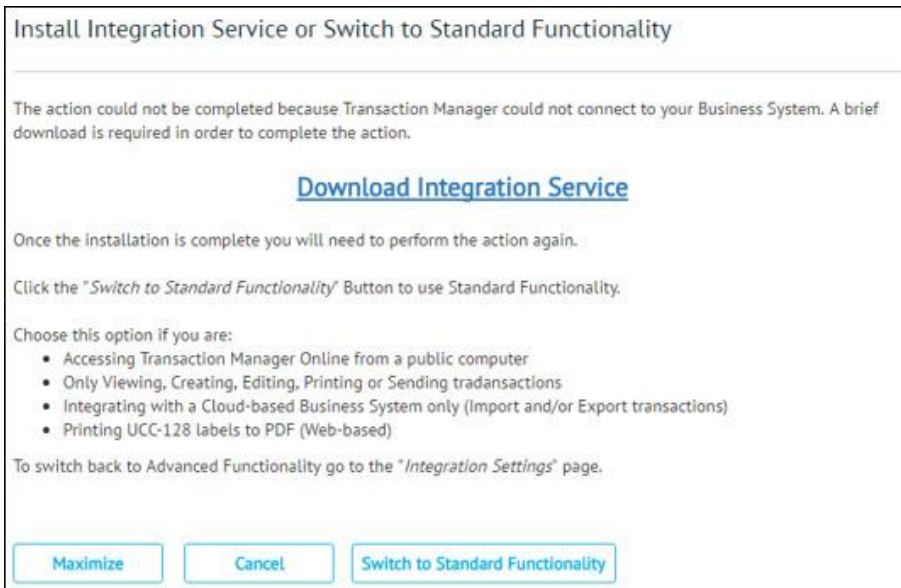 Install Integration Service or Switch to Standard Functionality
The action could not be completed because Transaction Manager could not connect to your Business System. A brief
download is required in order to complete the action.
Download Integration Service
Once the installation is complete you will need to perform the action again.
Click the "Switch to Standard Functionality" Button to use Standard Functionality.
Choose this option if you are:
• Accessing Transaction Manager Online from a public computer
• Only Viewing, Creating, Editing, Printing or Sending tradansactions
• Integrating with a Cloud-based Business System only (Import and/or Export transactions)
• Printing UCC-128 labels to PDF (Web-based)
To switch back to Advanced Functionality go to the "Integration Settings" page.
Maximize Cancel Switch to Standard Functionality